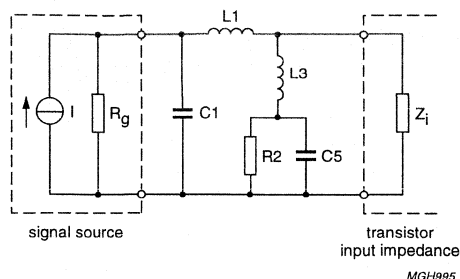 L1
L3
I
Rg
C1
R2
C5
Zi
signal source
transistor
input impedance
MGH995